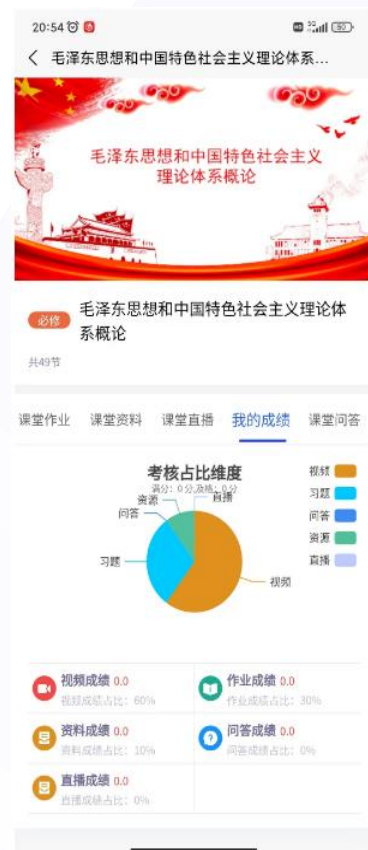 20:54
5G
50
毛泽东思想和中国特色社会主义理论体系...
毛泽东思想和中国特色社会主义
理论体系概论
必修
毛泽东思想和中国特色社会主义理论体
系概论
共49节
课堂作业 课堂资料 课堂直播 我的成绩 课堂问答
考核占比维度
满分：0分,及格：0分
直播
资源
问答
习题
视频
视频
习题
问答
资源
直播
视频成绩 0.0
视频成绩占比：60%
作业成绩 0.0
作业成绩占比：30%
资料成绩 0.0
资料成绩占比：10%
问答成绩 0.0
问答成绩占比：0%
直播成绩 0.0
直播成绩占比：0%